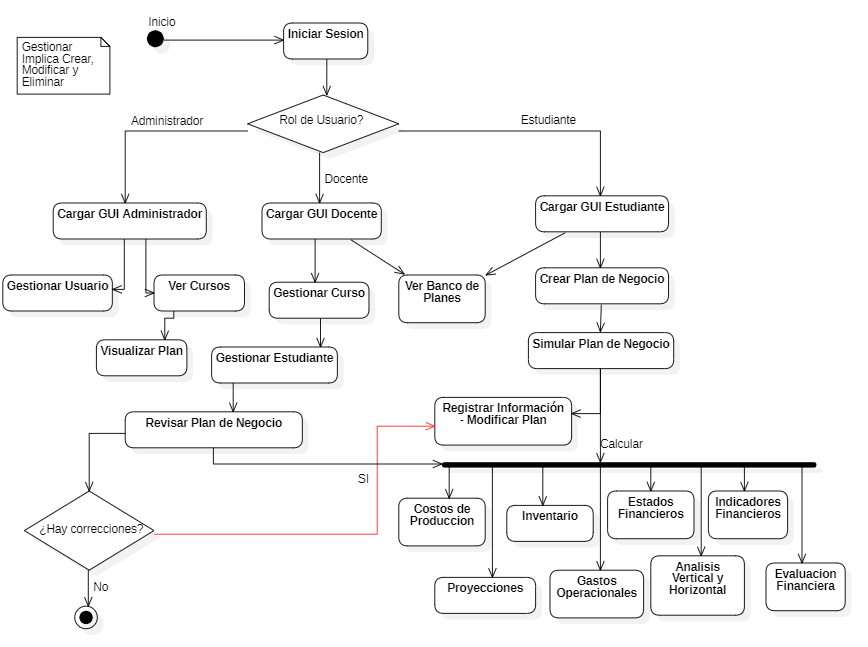 Inicio
Gestionar
Implica Crear,
Modificar y
Eliminar
Iniciar Sesion
Rol de Usuario?
Administrador
Estudiante
Docente
Cargar GUI Administrador
Cargar GUI Docente
Cargar GUI Estudiante
Gestionar Usuario
Ver Cursos
Gestionar Curso
Ver Banco de
Planes
Crear Plan de Negocio
Visualizar Plan
Gestionar Estudiante
Simular Plan de Negocio
Revisar Plan de Negocio
Registrar Información
- Modificar Plan
Calcular
SI
¿Hay correcciones?
No
Costos de
Produccion
Inventario
Estados
Financieros
Indicadores
Financieros
Proyecciones
Gastos
Operacionales
Analisis
Vertical y
Horizontal
Evaluacion
Financiera